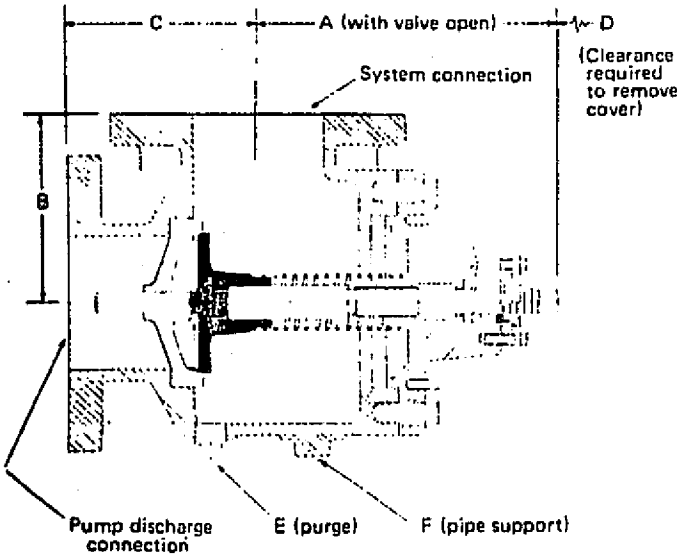 C
A (with valve open)
D
(Clearance
required
to remove
cover)
System connection
B
Pump discharge
connection
E (purge)
F (pipe support)